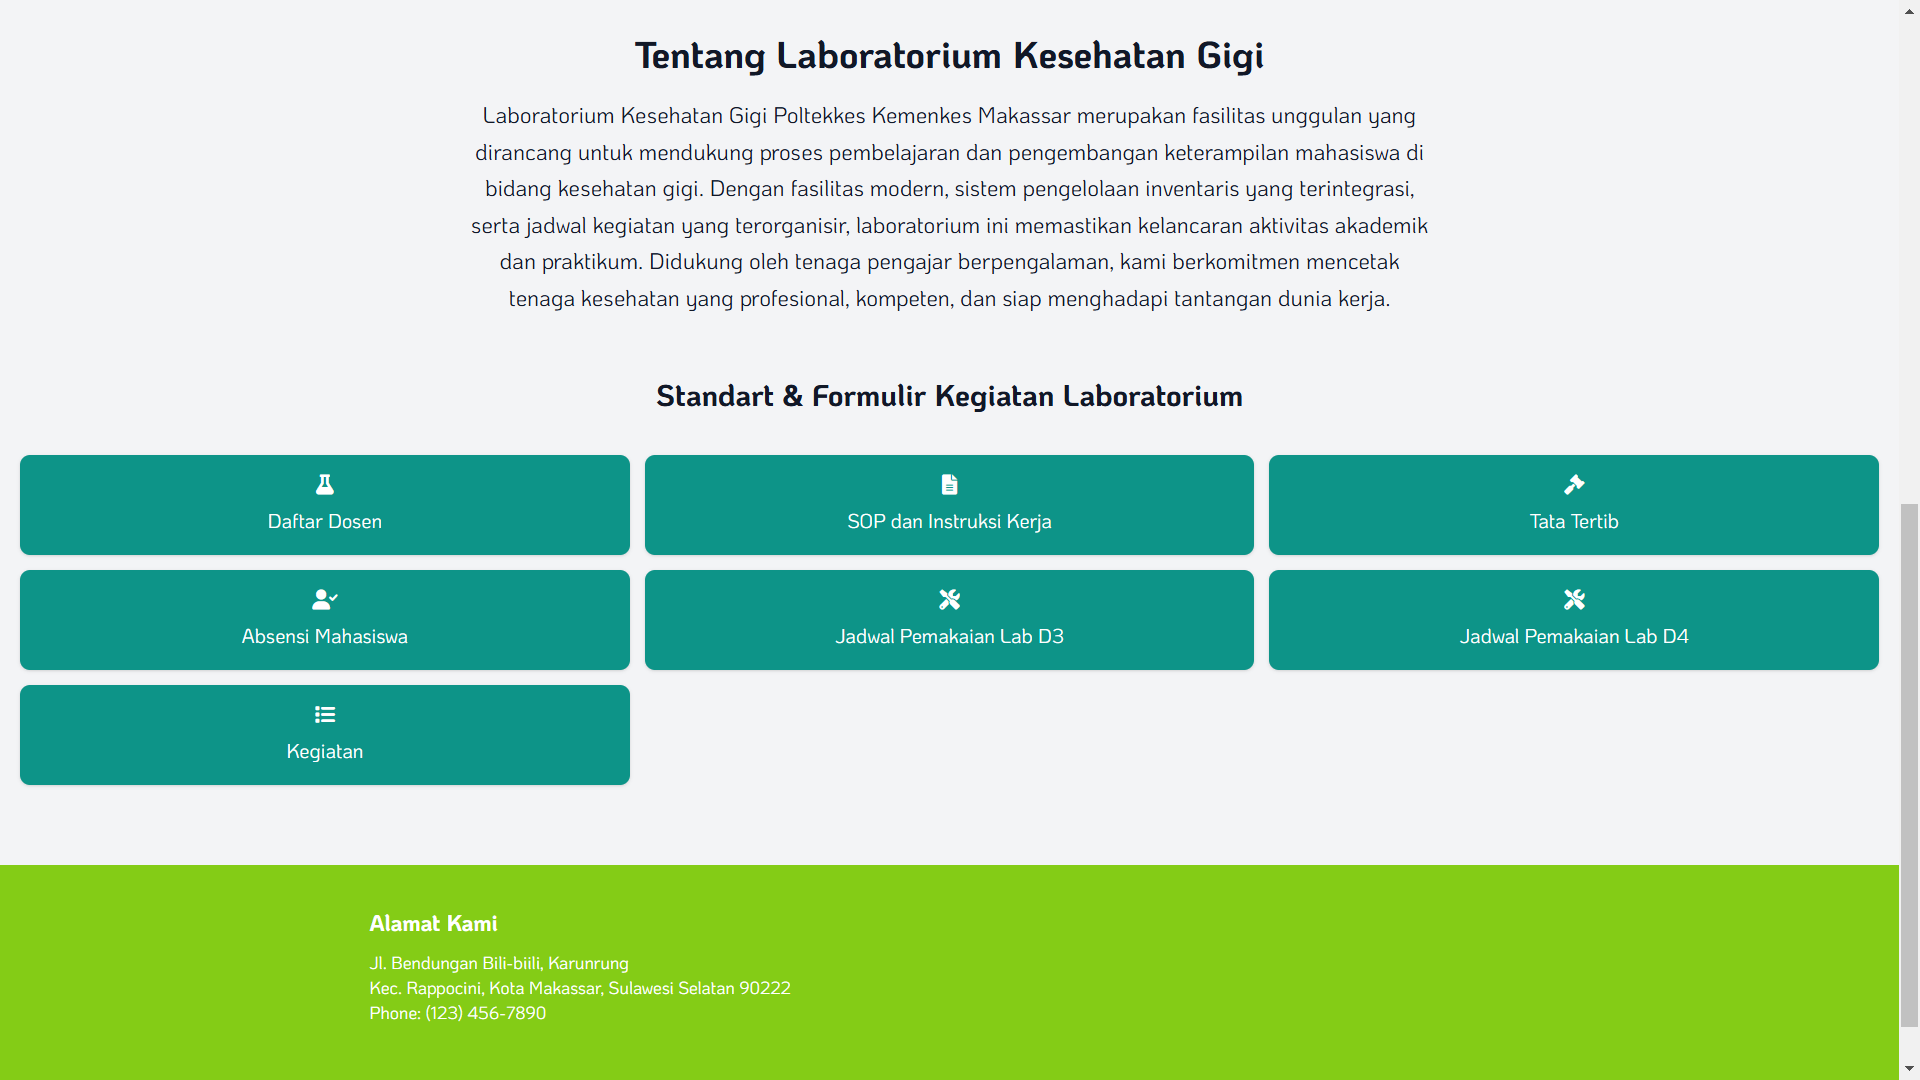 Tentang Laboratorium Kesehatan Gigi
Laboratorium Kesehatan Gigi Poltekkes Kemenkes Makassar merupakan fasilitas unggulan yang
dirancang untuk mendukung proses pembelajaran dan pengembangan keterampilan mahasiswa di
bidang kesehatan gigi. Dengan fasilitas modern, sistem pengelolaan inventaris yang terintegrasi,
serta jadwal kegiatan yang terorganisir, laboratorium ini memastikan kelancaran aktivitas akademik
dan praktikum. Didukung oleh tenaga pengajar berpengalaman, kami berkomitmen mencetak
tenaga kesehatan yang profesional, kompeten, dan siap menghadapi tantangan dunia kerja.
Standart & Formulir Kegiatan Laboratorium
Daftar Dosen
SOP dan Instruksi Kerja
Tata Tertib
Absensi Mahasiswa
Jadwal Pemakaian Lab D3
Jadwal Pemakaian Lab D4
Kegiatan
Alamat Kami
Jl. Bendungan Bili-biili, Karunrung
Kec. Rappocini, Kota Makassar, Sulawesi Selatan 90222
Phone: (123) 456-7890